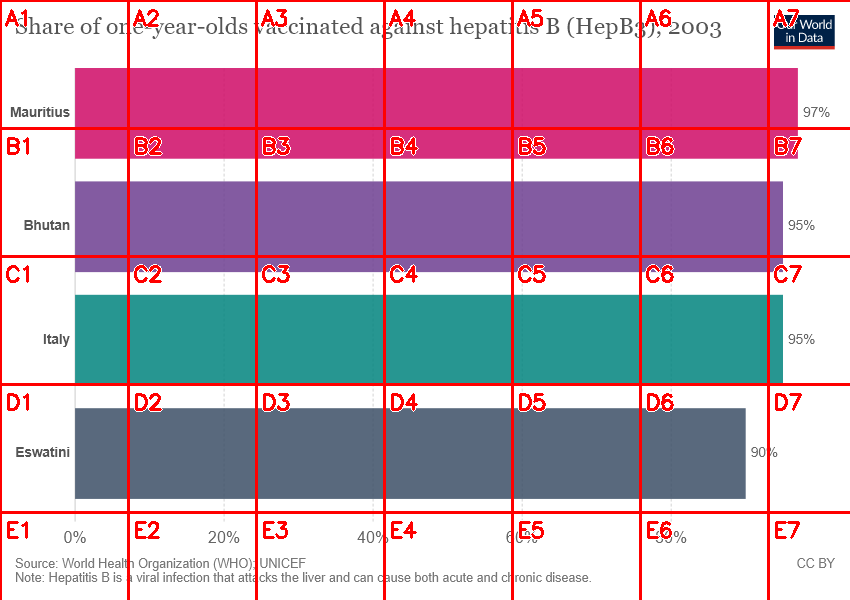 Share of one-year-olds vaccinated against hepatitis B (HepB3), 2003
Our World
in Data
Mauritius
97%
Bhutan
95%
Italy
95%
Eswatini
90%
0%
20%
40%
60%
80%
Source: World Health Organization (WHO); UNICEF
CC BY
Note: Hepatitis B is a viral infection that attacks the liver and can cause both acute and chronic disease.
A1 A2 A3 A4 A5 A6 A7
B1 B2 B3 B4 B5 B6 B7
C1 C2 C3 C4 C5 C6 C7
D1 D2 D3 D4 D5 D6 D7
E1 E2 E3 E4 E5 E6 E7